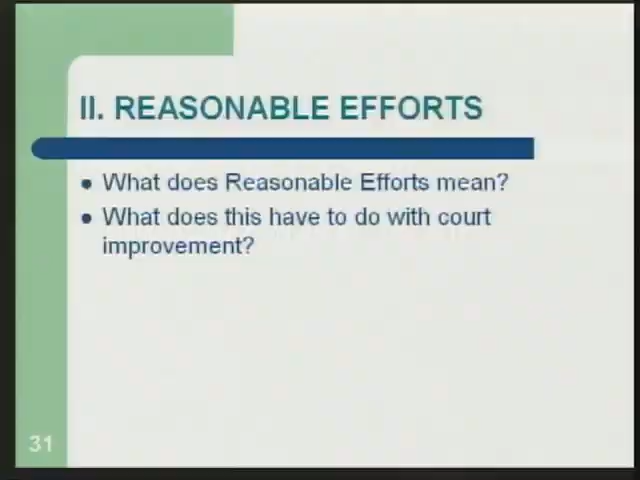 II. REASONABLE EFFORTS
● What does Reasonable Efforts mean?
● What does this have to do with court
improvement?
31